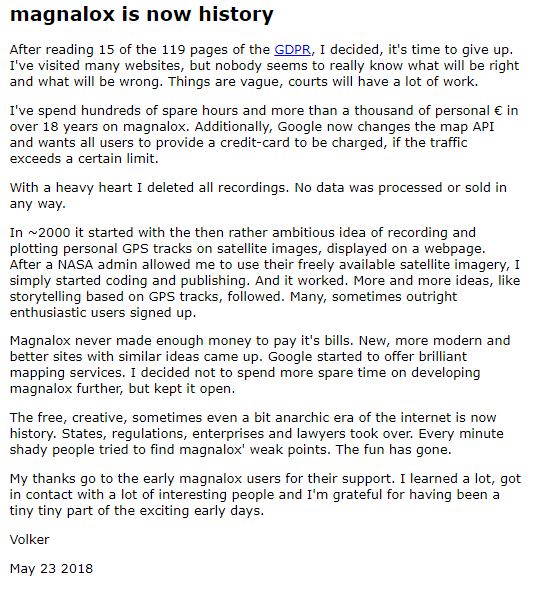 magnalox is now history
After reading 15 of the 119 pages of the GDPR, I decided, it's time to give up.
I've visited many websites, but nobody seems to really know what will be right
and what will be wrong. Things are vague, courts will have a lot of work.
I've spend hundreds of spare hours and more than a thousand of personal € in
over 18 years on magnalox. Additionally, Google now changes the map API
and wants all users to provide a credit-card to be charged, if the traffic
exceeds a certain limit.
With a heavy heart I deleted all recordings. No data was processed or sold in
any way.
In ~2000 it started with the then rather ambitious idea of recording and
plotting personal GPS tracks on satellite images, displayed on a webpage.
After a NASA admin allowed me to use their freely available satellite imagery, I
simply started coding and publishing. And it worked. More and more ideas, like
storytelling based on GPS tracks, followed. Many, sometimes outright
enthusiastic users signed up.
Magnalox never made enough money to pay it's bills. New, more modern and
better sites with similar ideas came up. Google started to offer brilliant
mapping services. I decided not to spend more spare time on developing
magnalox further, but kept it open.
The free, creative, sometimes even a bit anarchic era of the internet is now
history. States, regulations, enterprises and lawyers took over. Every minute
shady people tried to find magnalox' weak points. The fun has gone.
My thanks go to the early magnalox users for their support. I learned a lot, got
in contact with a lot of interesting people and I'm grateful for having been a
tiny tiny part of the exciting early days.
Volker
May 23 2018